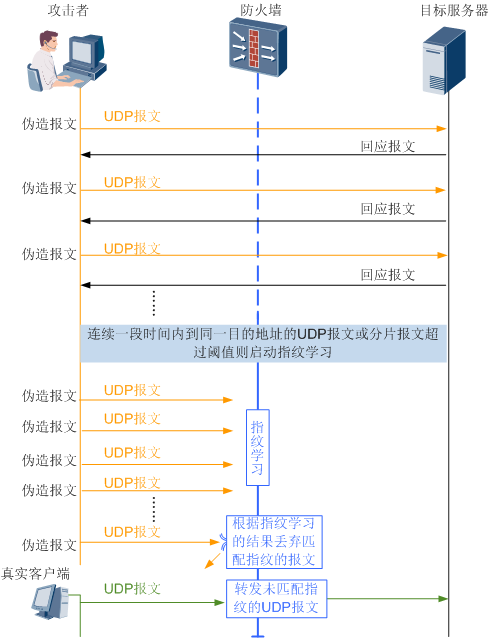 攻击者
防火墙
目标服务器
伪造报文
UDP报文
回应报文
伪造报文
UDP报文
回应报文
伪造报文
UDP报文
回应报文
连续一段时间内到同一目的地址的UDP报文或分片报文超
过阈值则启动指纹学习
伪造报文
UDP报文
伪造报文
UDP报文
伪造报文
UDP报文
伪造报文
UDP报文
指
纹
学
习
伪造报文
UDP报文
根据指纹学习
的结果丢弃匹
配指纹的报文
真实客户端
UDP报文
转发未匹配指
纹的UDP报文